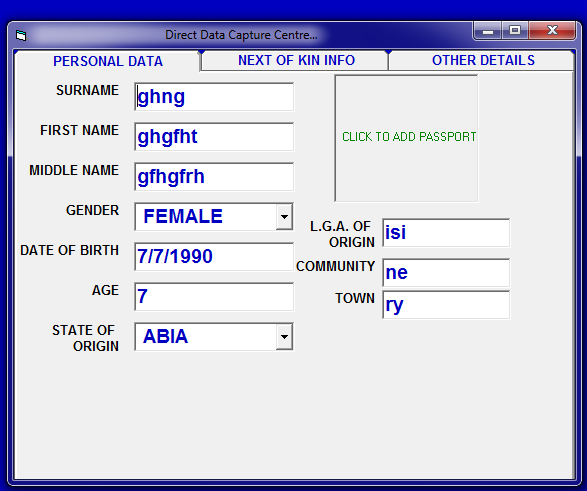 Direct Data Capture Centre...
PERSONAL DATA
NEXT OF KIN INFO
OTHER DETAILS
SURNAME
ghng
FIRST NAME
ghgfht
MIDDLE NAME
gfhgfrh
GENDER
FEMALE
DATE OF BIRTH
7/7/1990
AGE
7
STATE OF
ORIGIN
ABIA
CLICK TO ADD PASSPORT
L.G.A. OF
ORIGIN
isi
COMMUNITY
ne
TOWN
ry